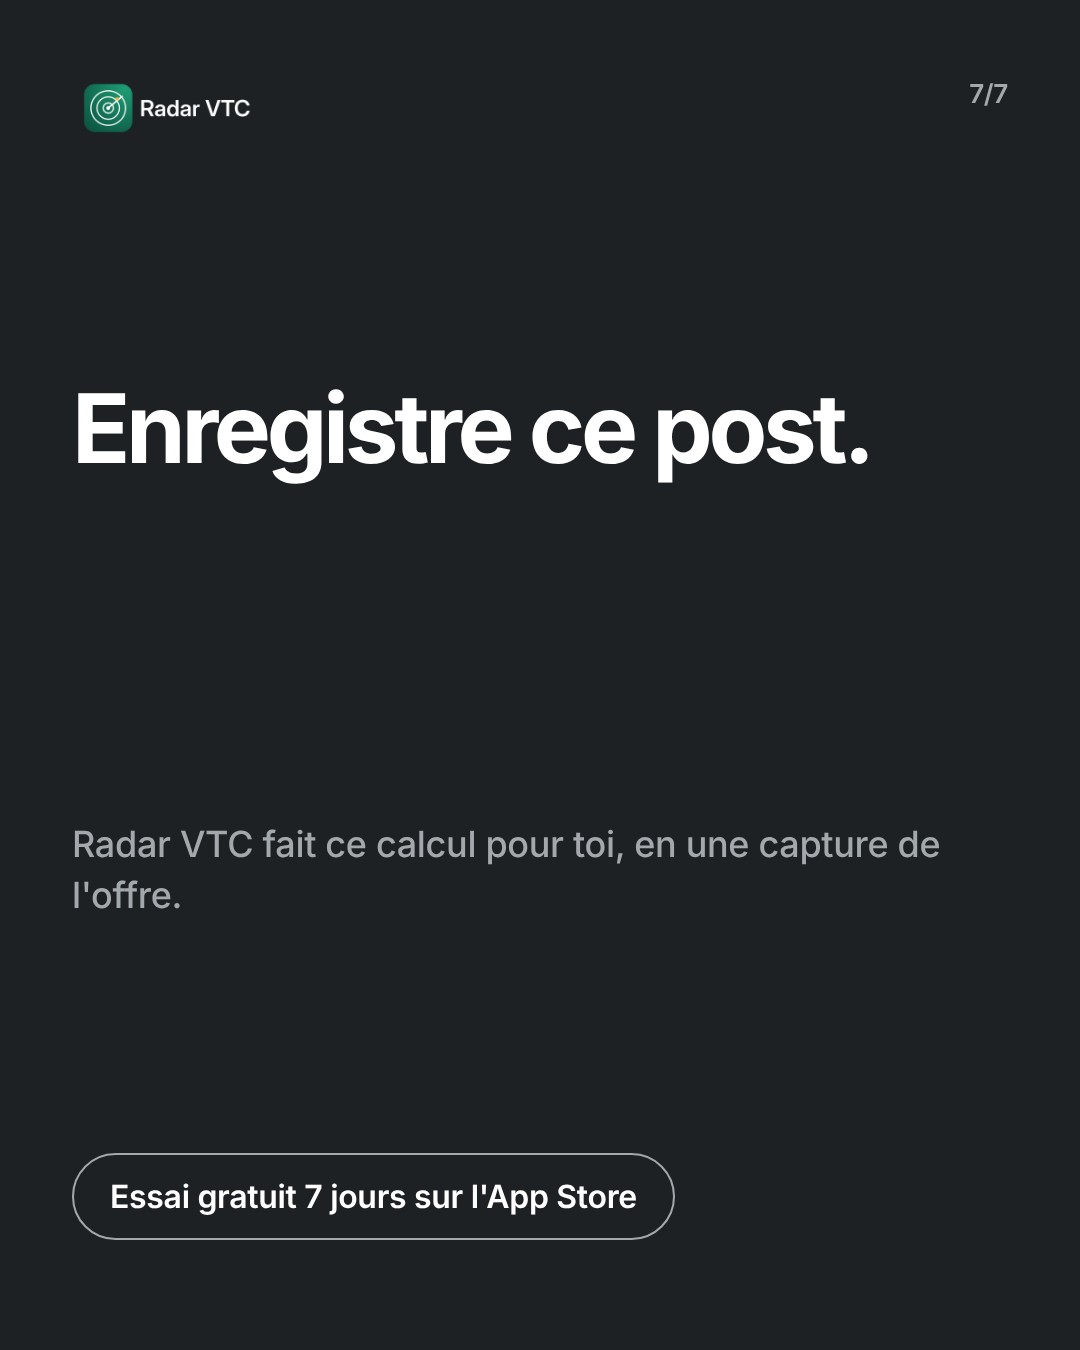 Radar VTC
7/7
Enregistre ce post.
Radar VTC fait ce calcul pour toi, en une capture de
l'offre.
Essai gratuit 7 jours sur l'App Store